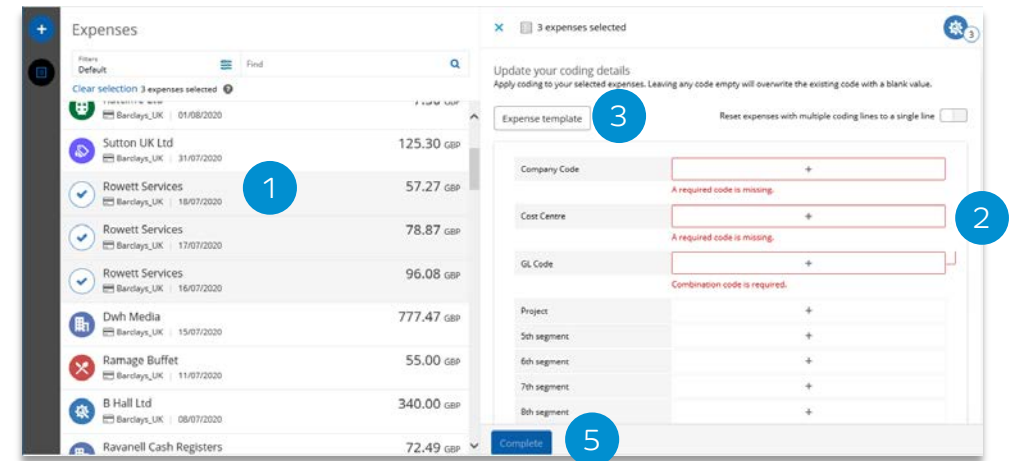 Expenses
Filters
Default
Find
Clear selection 3 expenses selected
Barclays_UK | 01/08/2020
Sutton UK Ltd
125.30 GBP
Barclays_UK | 31/07/2020
Rowett Services
1
57.27 GBP
Barclays_UK | 18/07/2020
Rowett Services
78.87 GBP
Barclays_UK | 17/07/2020
Rowett Services
96.08 GBP
Barclays_UK | 16/07/2020
Dwh Media
777.47 GBP
Barclays_UK | 15/07/2020
Ramage Buffet
55.00 GBP
Barclays_UK | 11/07/2020
B Hall Ltd
340.00 GBP
Barclays_UK | 08/07/2020
Ravanell Cash Registers
72.49 GBP
3 expenses selected
3
Update your coding details
Apply coding to your selected expenses. Leaving any code empty will overwrite the existing code with a blank value.
Expense template
3
Reset expenses with multiple coding lines to a single line
Company Code
A required code is missing.
Cost Centre
2
A required code is missing.
GL Code
Combination code is required.
Project
5th segment
6th segment
7th segment
8th segment
Complete
5